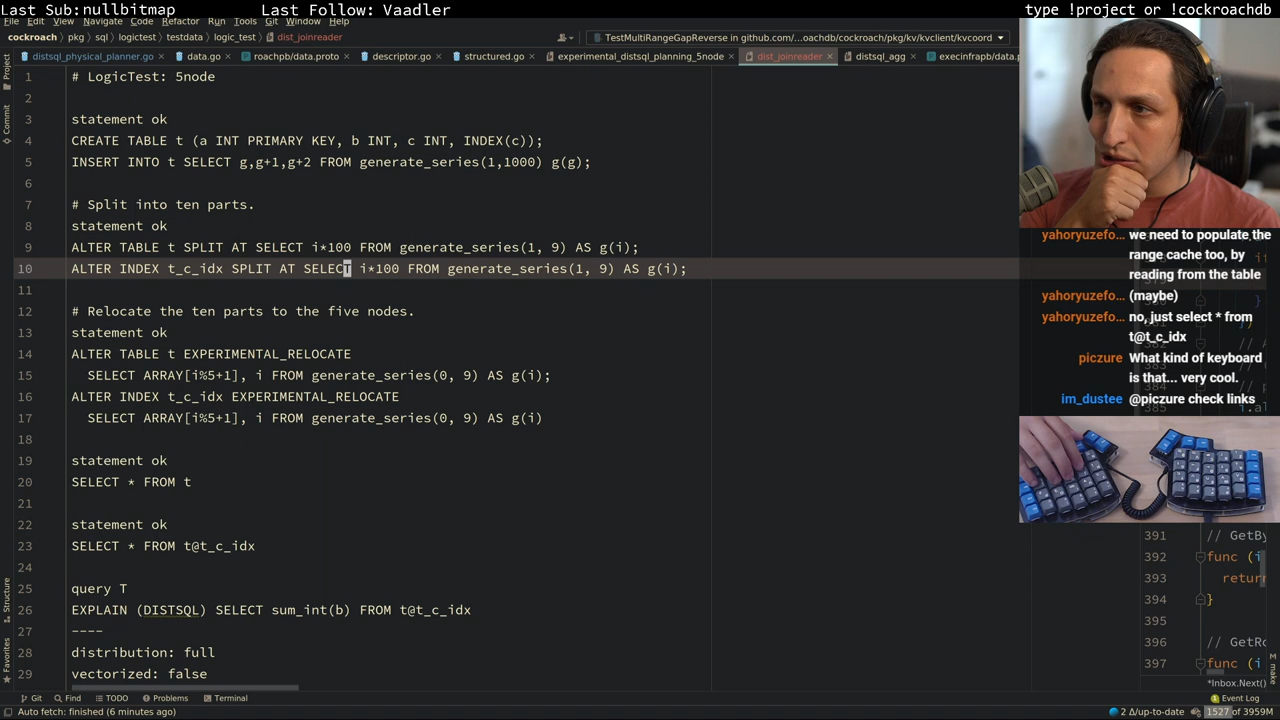 Last Sub:nullbitmap
Last Follow: Vaadler
type !project or !cockroachdb
File Edit View Navigate Code Refactor Run Tools Git Window Help
cockroach pkg sql logictest testdata logic_test dist_joinreader
TestMultiRangeGapReverse in github.com/...oachdb/cockroach/pkg/kv/kvclient/kvcoord
distsql_physical_planner.go data.go roachpb/data.proto descriptor.go structured.go experimental_distsql_planning_5node dist_joinreader distsql_agg execinfrapb/data.p
Project
Commit
Structure
Favorites
1 # LogicTest: 5node
2
3 statement ok
4 CREATE TABLE t (a INT PRIMARY KEY, b INT, c INT, INDEX(c));
5 INSERT INTO t SELECT g,g+1,g+2 FROM generate_series(1,1000) g(g);
6
7 # Split into ten parts.
8 statement ok
9 ALTER TABLE t SPLIT AT SELECT i*100 FROM generate_series(1, 9) AS g(i);
10 ALTER INDEX t_c_idx SPLIT AT SELECT i*100 FROM generate_series(1, 9) AS g(i);
11
12 # Relocate the ten parts to the five nodes.
13 statement ok
14 ALTER TABLE t EXPERIMENTAL_RELOCATE
15 SELECT ARRAY[i%5+1], i FROM generate_series(0, 9) AS g(i);
16 ALTER INDEX t_c_idx EXPERIMENTAL_RELOCATE
17 SELECT ARRAY[i%5+1], i FROM generate_series(0, 9) AS g(i)
18
19 statement ok
20 SELECT * FROM t
21
22 statement ok
23 SELECT * FROM t@t_c_idx
24
25 query T
26 EXPLAIN (DISTSQL) SELECT sum_int(b) FROM t@t_c_idx
27 ----
28 distribution: full
29 vectorized: false
yahoryuzefo... we need to populate the
range cache too, by
reading from the table
yahoryuzefo... (maybe)
yahoryuzefo... no, just select * from
t@t_c_idx
piczure What kind of keyboard
is that... very cool.
im_dustee @piczure check links
391 // GetBy
392 func (i
393 retur
394 }
395
396 // GetRo
397 func (i
*Inbox.Next()
make
Git Find TODO Problems Terminal
Event Log
Auto fetch: finished (6 minutes ago)
2 Δ/up-to-date
1527 of 3959M